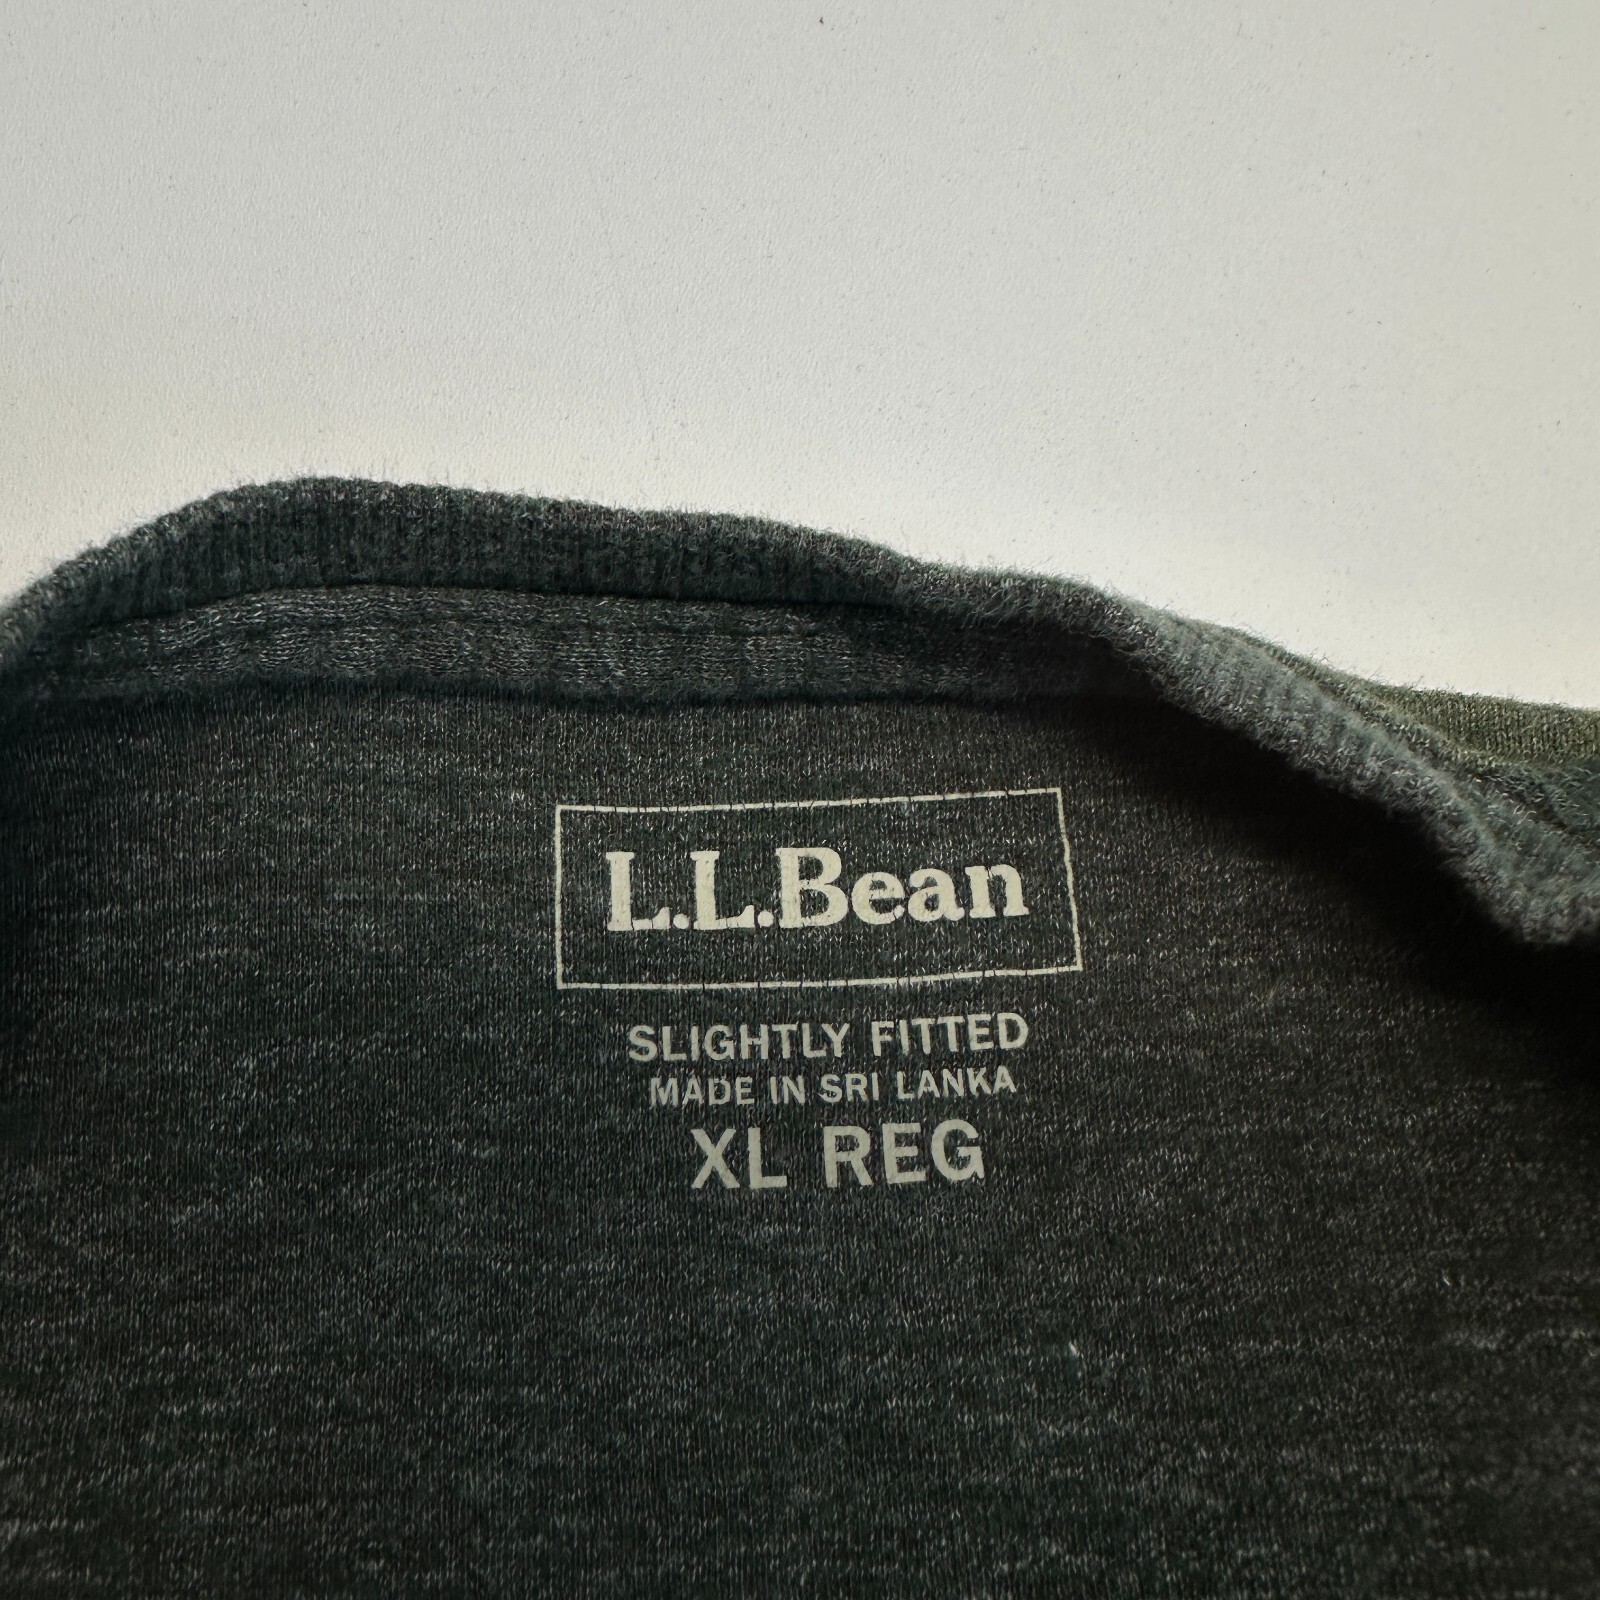 L.L.Bean
SLIGHTLY FITTED
MADE IN SRI LANKA
XL REG